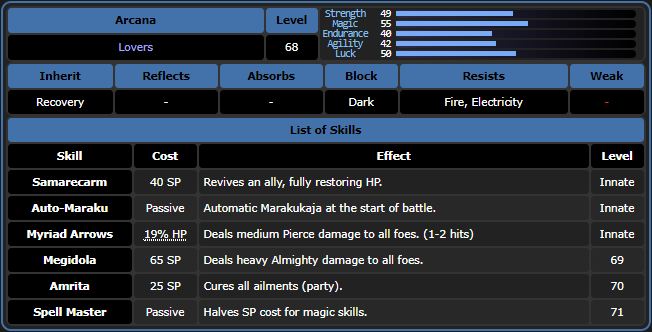 Arcana Level
Lovers 68
Strength 49
Magic 55
Endurance 40
Agility 42
Luck 50
Inherit Reflects Absorbs Block Resists Weak
Recovery - - Dark Fire, Electricity -
List of Skills
Skill Cost Effect Level
Samarecarm 40 SP Revives an ally, fully restoring HP. Innate
Auto-Maraku Passive Automatic Marakukaja at the start of battle. Innate
Myriad Arrows 19% HP Deals medium Pierce damage to all foes. (1-2 hits) Innate
Megidola 65 SP Deals heavy Almighty damage to all foes. 69
Amrita 25 SP Cures all ailments (party). 70
Spell Master Passive Halves SP cost for magic skills. 71